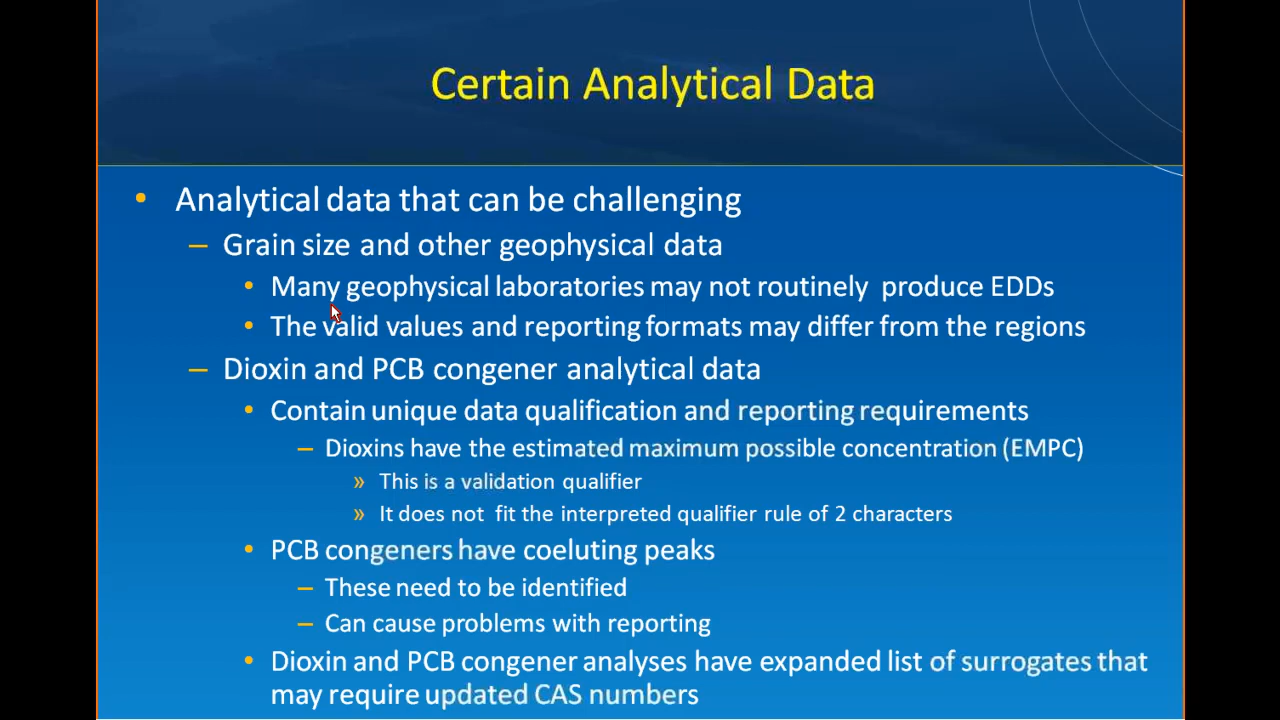 Certain Analytical Data
• Analytical data that can be challenging
– Grain size and other geophysical data
• Many geophysical laboratories may not routinely produce EDDs
• The valid values and reporting formats may differ from the regions
– Dioxin and PCB congener analytical data
• Contain unique data qualification and reporting requirements
– Dioxins have the estimated maximum possible concentration (EMPC)
» This is a validation qualifier
» It does not fit the interpreted qualifier rule of 2 characters
• PCB congeners have coeluting peaks
– These need to be identified
– Can cause problems with reporting
• Dioxin and PCB congener analyses have expanded list of surrogates that
may require updated CAS numbers